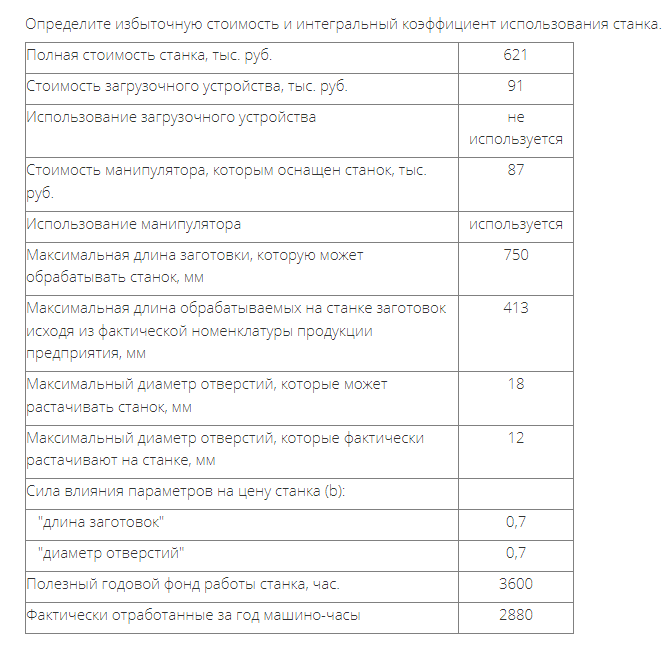 Определите избыточную стоимость и интегральный коэффициент использования станка.
Полная стоимость станка, тыс. руб. 621
Стоимость загрузочного устройства, тыс. руб. 91
Использование загрузочного устройства не
используется
Стоимость манипулятора, которым оснащен станок, тыс. 87
руб.
Использование манипулятора используется
Максимальная длина заготовки, которую может 750
обрабатывать станок, мм
Максимальная длина обрабатываемых на станке заготовок 413
исходя из фактической номенклатуры продукции
предприятия, мм
Максимальный диаметр отверстий, которые может 18
растачивать станок, мм
Максимальный диаметр отверстий, которые фактически 12
растачивают на станке, мм
Сила влияния параметров на цену станка (b):
"длина заготовок" 0,7
"диаметр отверстий" 0,7
Полезный годовой фонд работы станка, час. 3600
Фактически отработанные за год машино-часы 2880